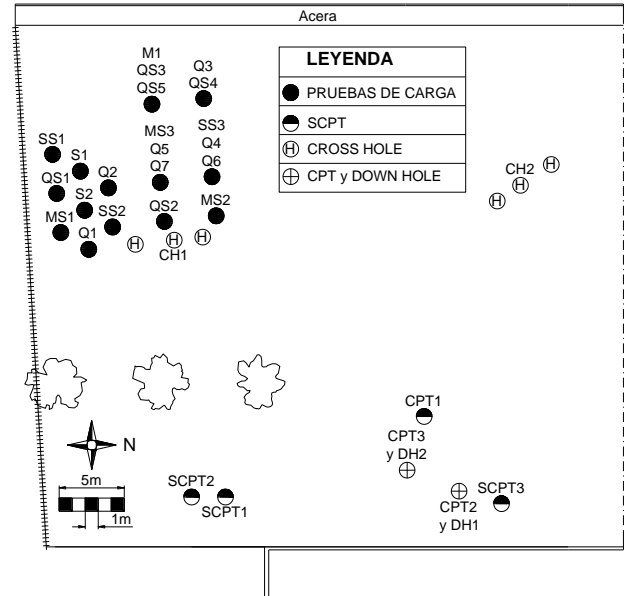 Acera
LEYENDA
PRUEBAS DE CARGA
SCPT
H CROSS HOLE
CPT y DOWN HOLE
M1
QS3
QS5
Q3
QS4
SS1
S1
Q2
MS3
Q5
Q7
SS3
Q4
Q6
QS1
S2
SS2
QS2
MS2
MS1
Q1
H
H
H
CH1
CH2
H
H
H
CPT1
CPT3
y DH2
N
5m
1m
SCPT2
SCPT1
CPT2
y DH1
SCPT3